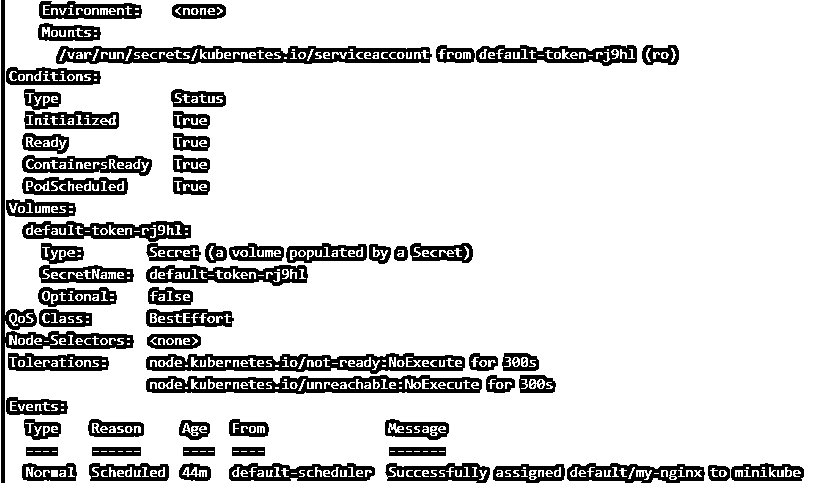 Environment:    <none>
Mounts:
/var/run/secrets/kubernetes.io/serviceaccount from default-token-rj9hl (ro)
Conditions:
Type              Status
Initialized       True
Ready             True
ContainersReady   True
PodScheduled      True
Volumes:
default-token-rj9hl:
Type:        Secret (a volume populated by a Secret)
SecretName:  default-token-rj9hl
Optional:    false
QoS Class:       BestEffort
Node-Selectors:  <none>
Tolerations:     node.kubernetes.io/not-ready:NoExecute for 300s
node.kubernetes.io/unreachable:NoExecute for 300s
Events:
Type    Reason     Age   From               Message
----    ------     ----  ----               -------
Normal  Scheduled  44m   default-scheduler  Successfully assigned default/my-nginx to minikube